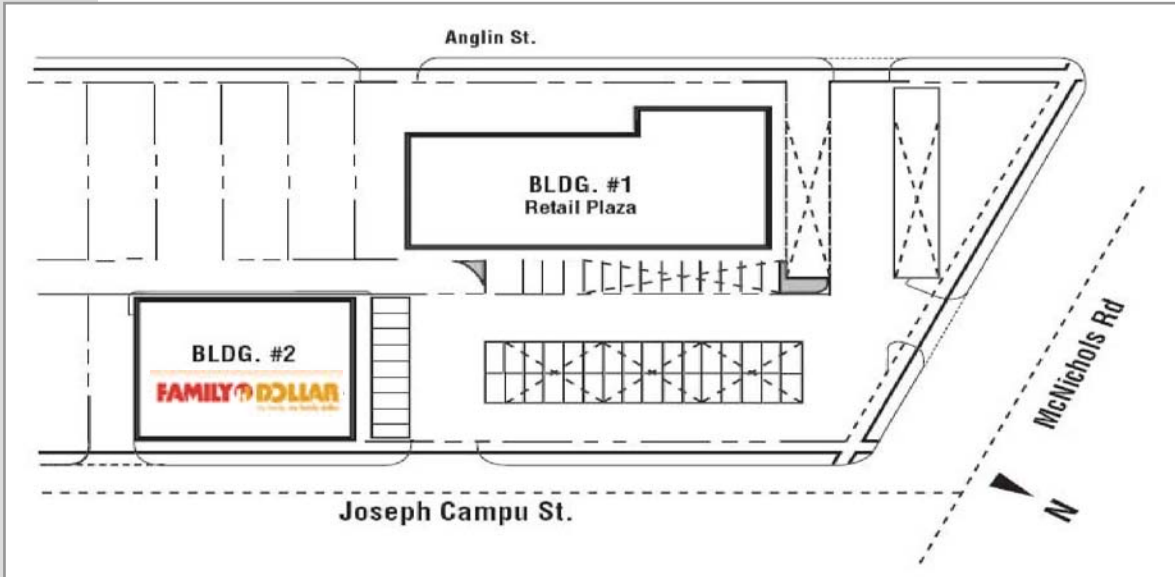 Anglin St.
BLDG. #1
Retail Plaza
BLDG. #2
FAMILY DOLLAR
McNichols Rd
N
Joseph Campu St.